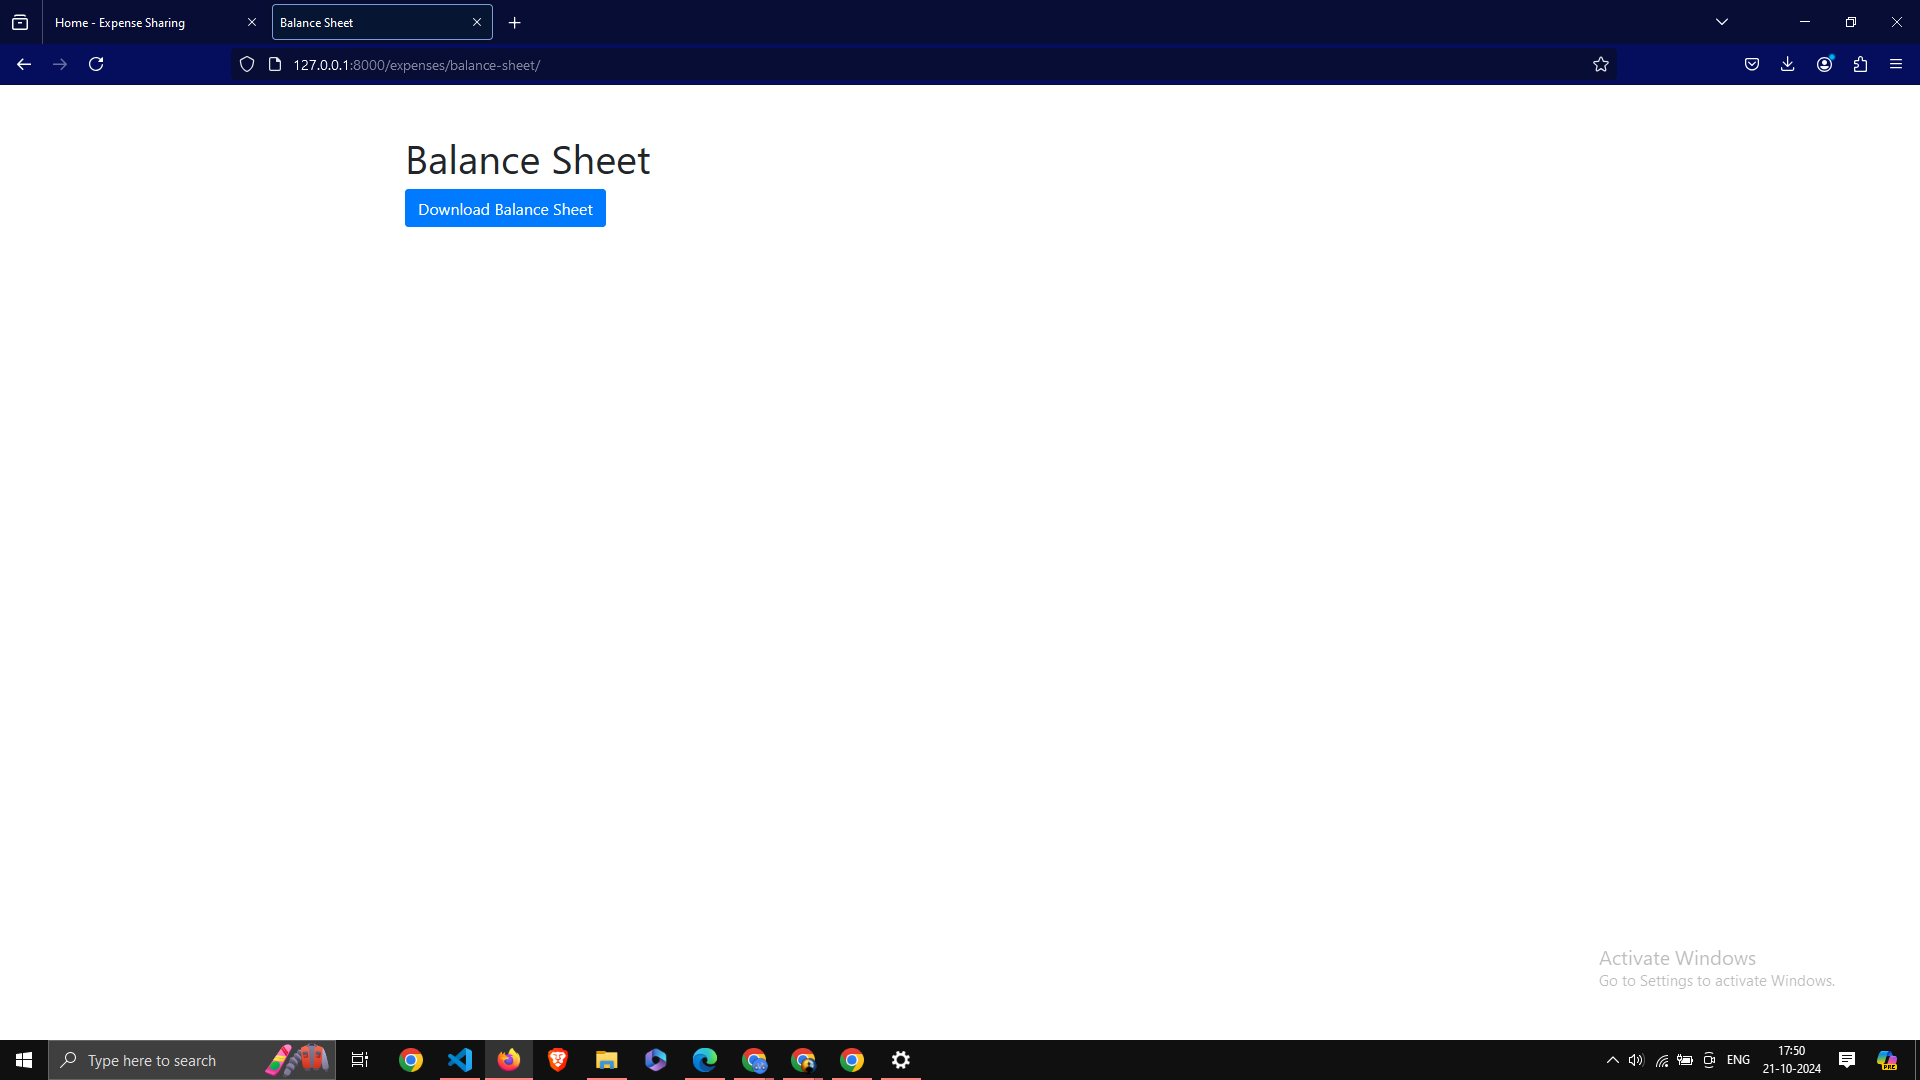 Home - Expense Sharing
Balance Sheet
127.0.0.1:8000/expenses/balance-sheet/
Balance Sheet
Download Balance Sheet
Activate Windows
Go to Settings to activate Windows.
Type here to search
ENG
17:50
21-10-2024
PRE